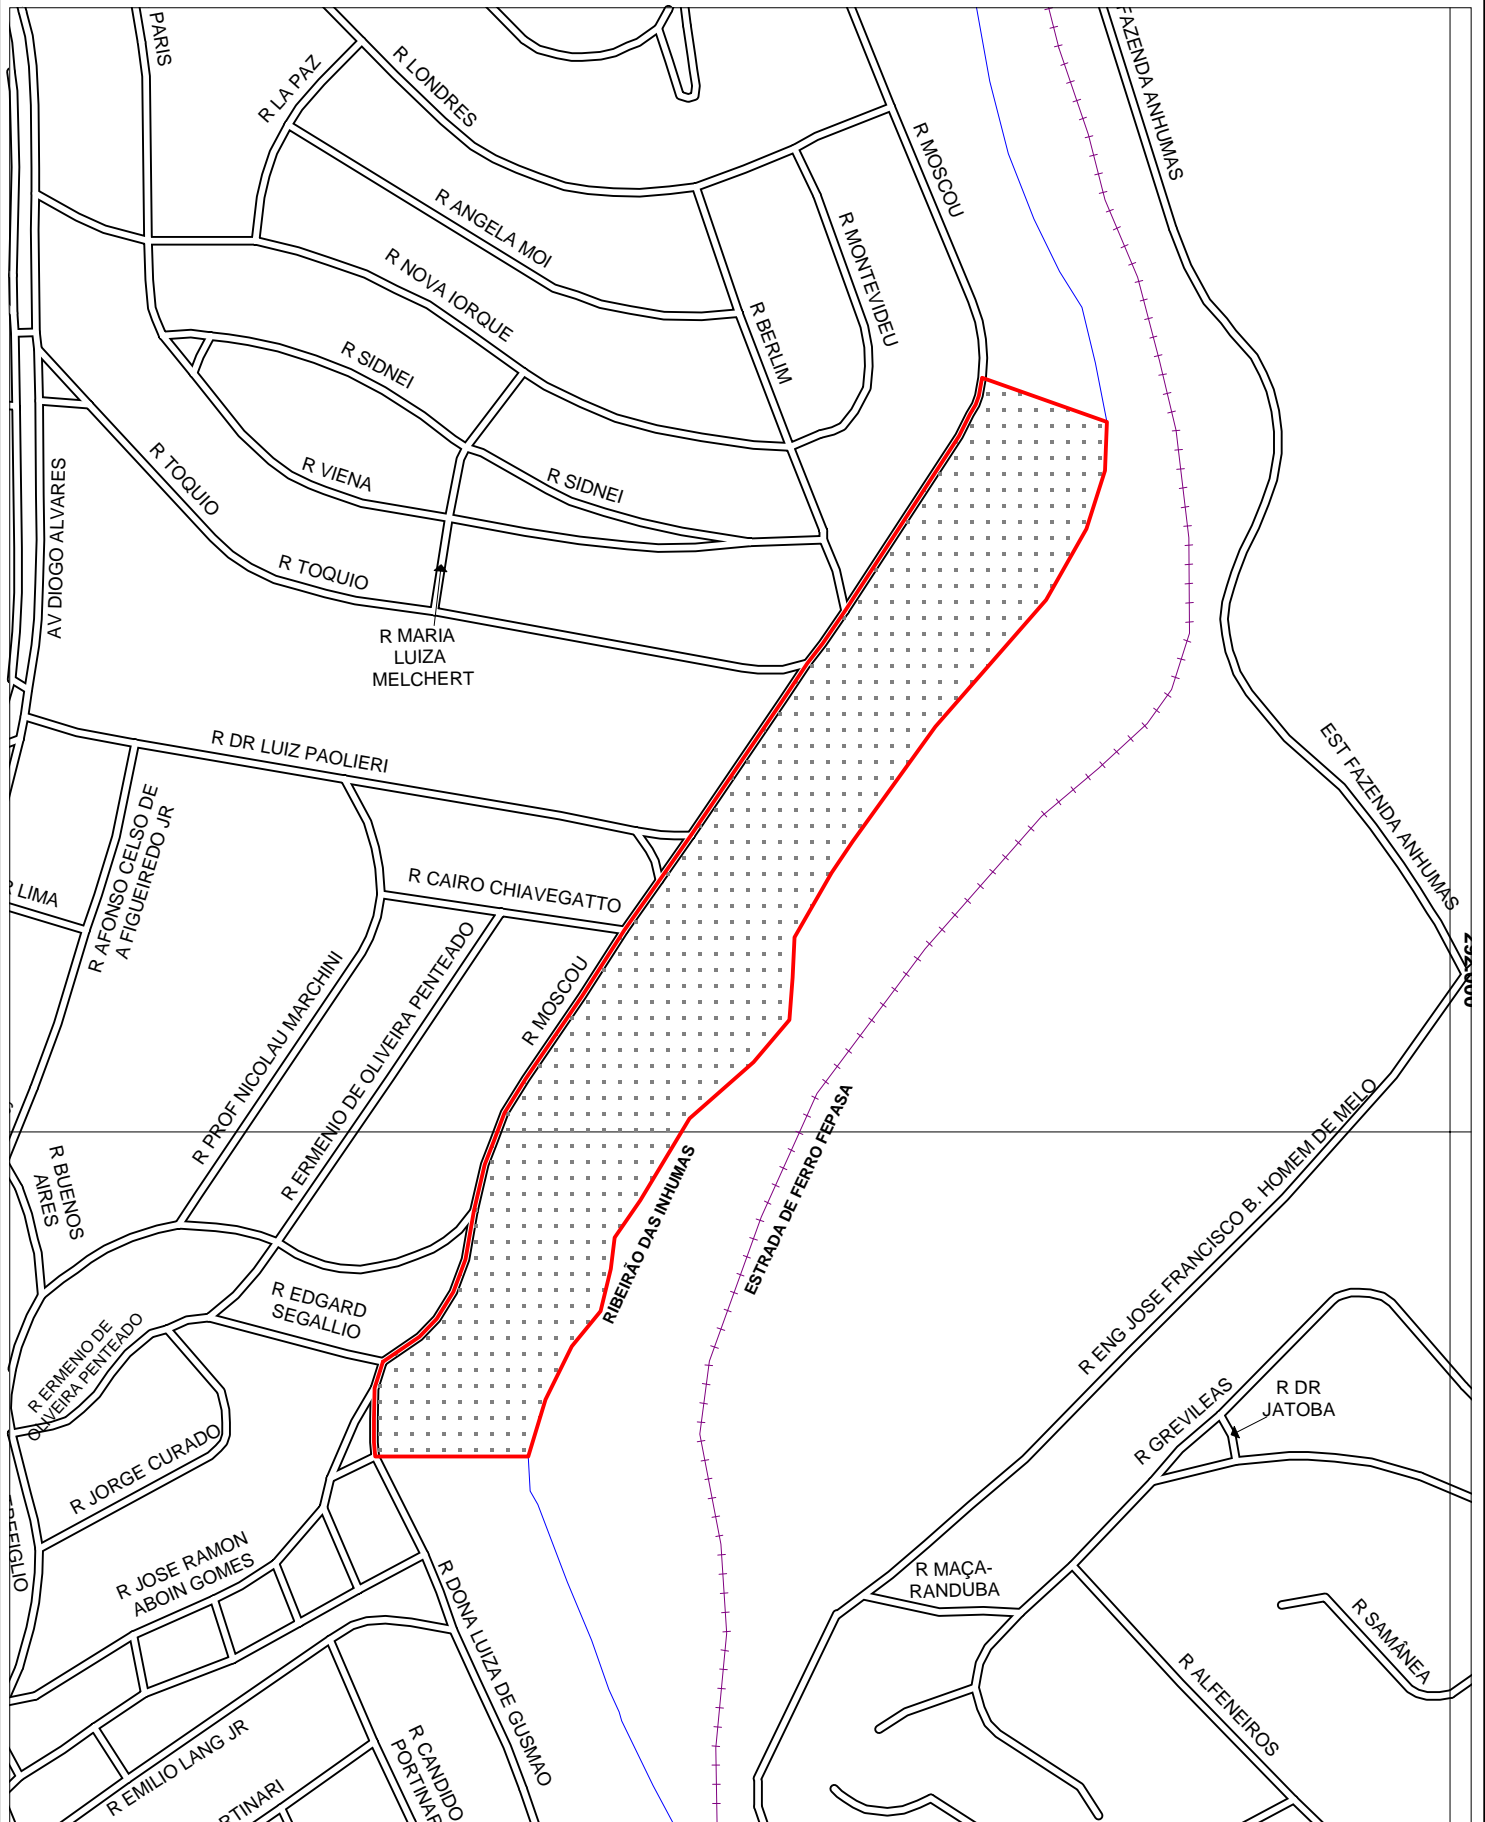 PARIS
R LA PAZ
R LONDRES
FAZENDA ANHUMAS
R MOSCOU
R ANGELA MOI
R NOVA IORQUE
R MONTEVIDEU
R BERLIM
R SIDNEI
R VIENA
R SIDNEI
R TOQUIO
AV DIOGO ALVARES
R TOQUIO
R MARIA
LUIZA
MELCHERT
R DR LUIZ PAOLIERI
EST FAZENDA ANHUMAS
R AFONSO CELSO DE
A FIGUEIREDO JR
R LIMA
R CAIRO CHIAVEGATTO
R PROF NICOLAU MARCHINI
R ERMENIO DE OLIVEIRA PENTEADO
R MOSCOU
R BUENOS
AIRES
RIBEIRÃO DAS INHUMAS
ESTRADA DE FERRO FEPASA
R ENG JOSE FRANCISCO B. HOMEM DE MELO
R EDGARD
SEGALLIO
R ERMENIO DE
OLIVEIRA PENTEADO
R JORGE CURADO
R GREVILEAS
R DR
JATOBA
R JOSE RAMON
ABOIN GOMES
R DONA LUIZA DE GUSMAO
R MAÇA-
RANDUBA
R SAMÂNEA
R ALFENEIROS
R EMILIO LANG JR
R CANDIDO
PORTINAR
RTINARI